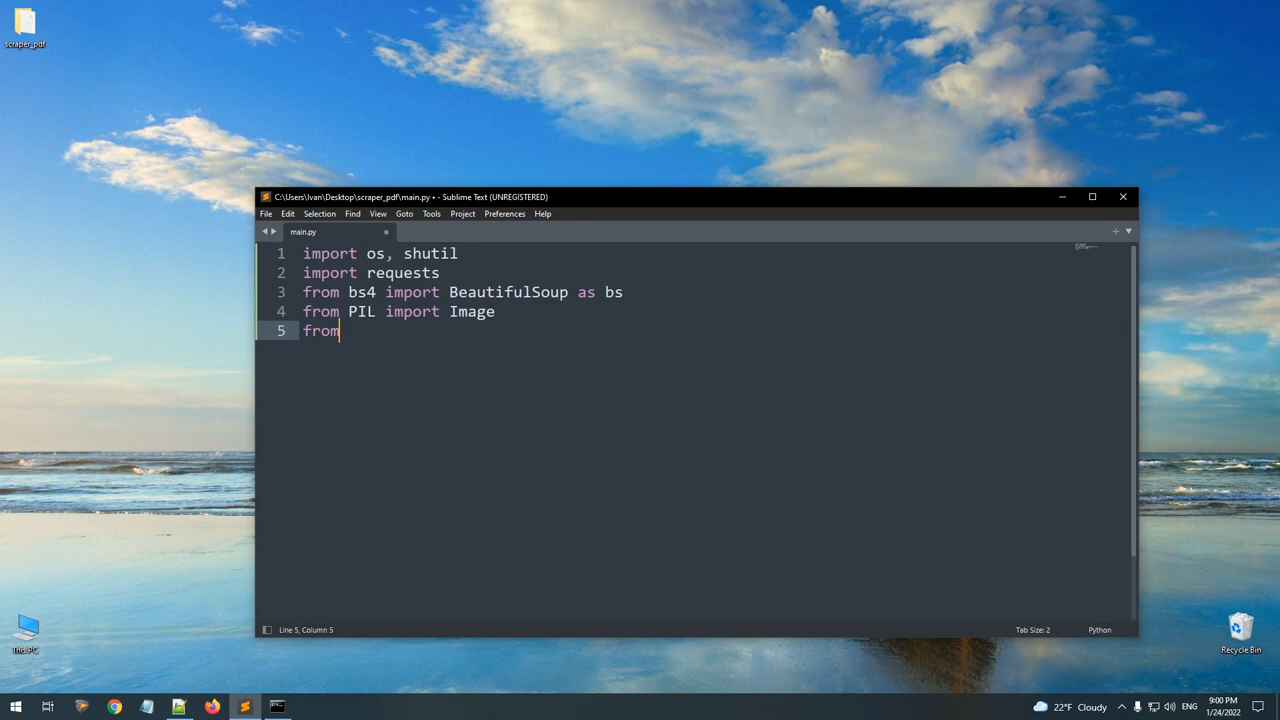 scraper_pdf
C:\Users\Ivan\Desktop\scraper_pdf\main.py • - Sublime Text (UNREGISTERED)
File Edit Selection Find View Goto Tools Project Preferences Help
main.py
1 import os, shutil
2 import requests
3 from bs4 import BeautifulSoup as bs
4 from PIL import Image
5 from
Line 5, Column 5
Tab Size: 2
Python
This PC
Recycle Bin
22°F Cloudy
ENG
9:00 PM
1/24/2022